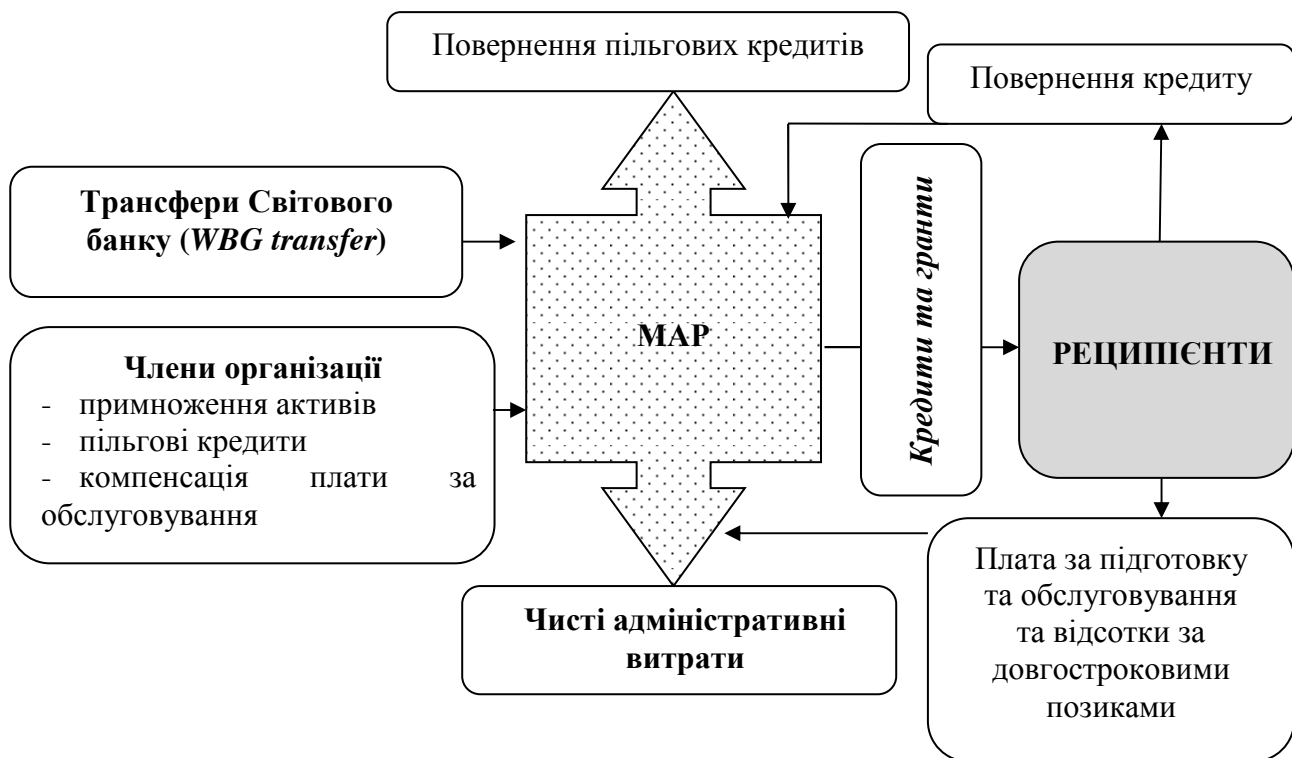 Повернення пільгових кредитів
Повернення кредиту
Трансфери Світового
банку (WBG transfer)
Кредити та гранти
МАР
РЕЦИПІЄНТИ
Члени організації
- примноження активів
- пільгові кредити
- компенсація плати за
обслуговування
Чисті адміністративні
витрати
Плата за підготовку
та обслуговування
та відсотки за
довгостроковими
позиками